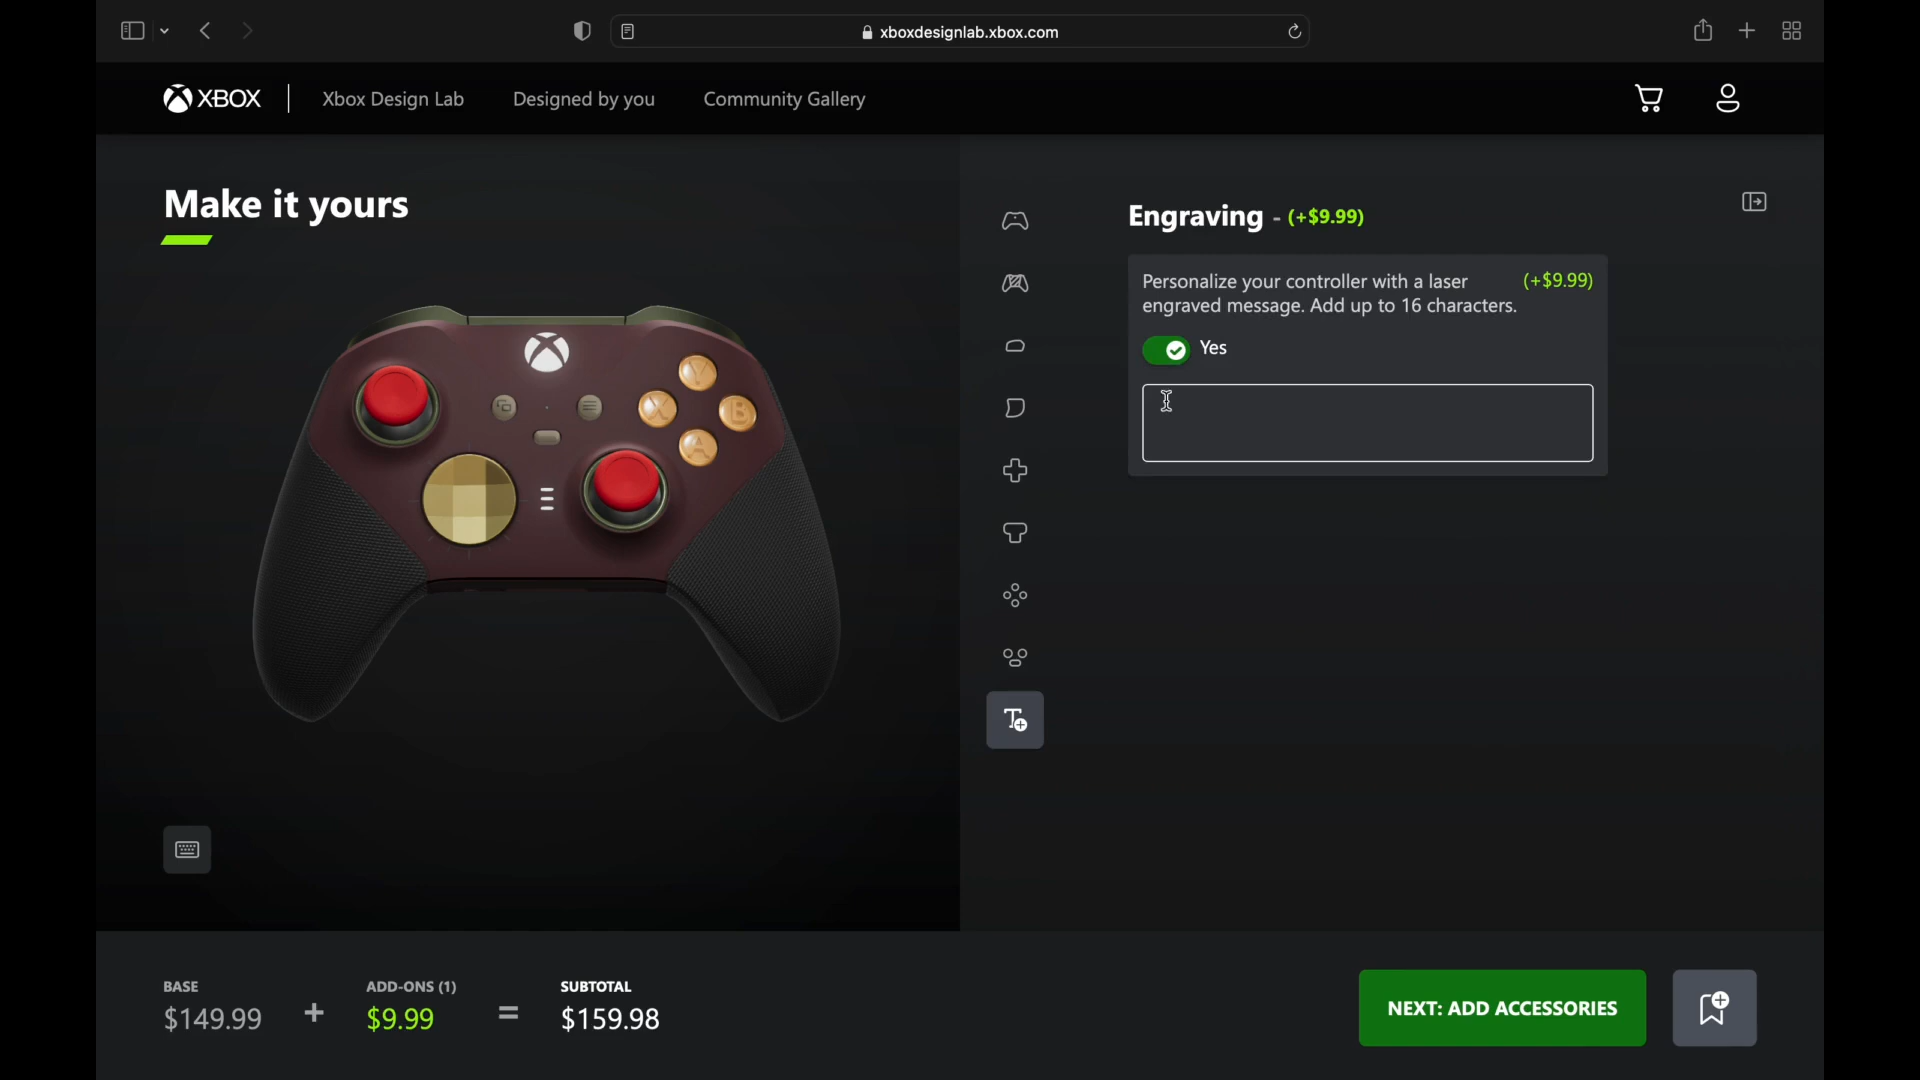 xboxdesignlab.xbox.com
XBOX
Xbox Design Lab
Designed by you
Community Gallery
Make it yours
Engraving - (+$9.99)
Personalize your controller with a laser (+$9.99)
engraved message. Add up to 16 characters.
Yes
Y
X
B
A
BASE
ADD-ONS (1)
SUBTOTAL
$149.99 + $9.99 = $159.98
NEXT: ADD ACCESSORIES